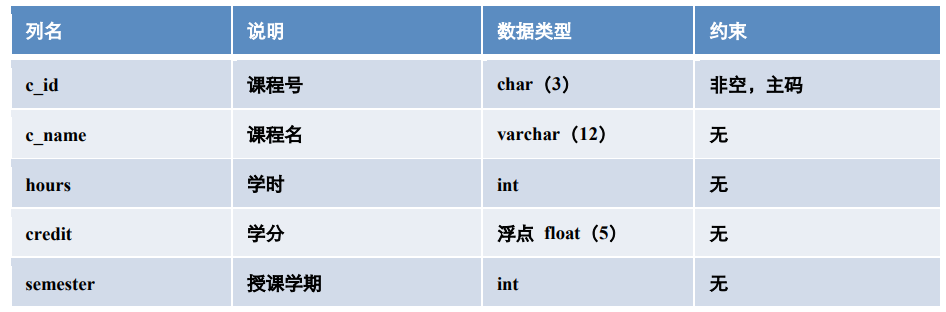 列名 说明 数据类型 约束
c_id 课程号 char（3） 非空，主码
c_name 课程名 varchar（12） 无
hours 学时 int 无
credit 学分 浮点 float（5） 无
semester 授课学期 int 无